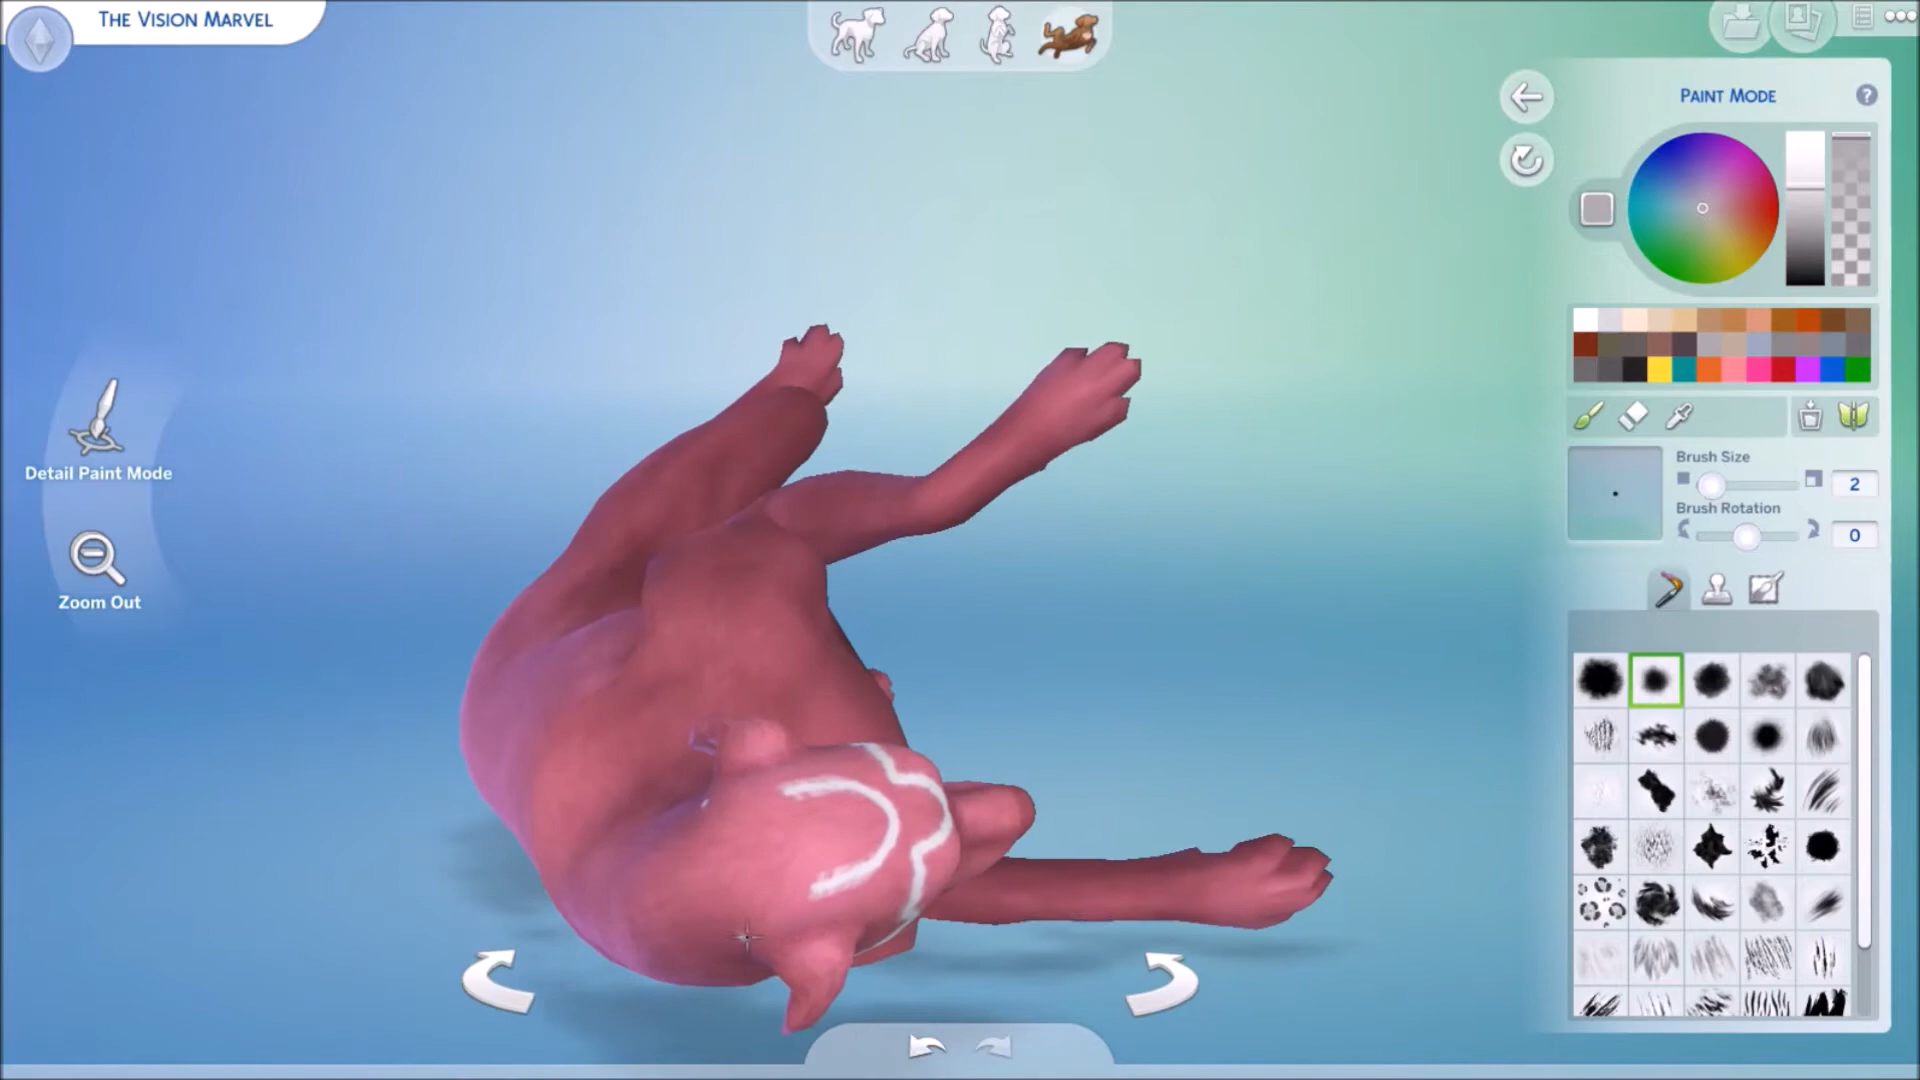 THE VISION MARVEL
PAINT MODE
?
Detail Paint Mode
Zoom Out
Brush Size
2
Brush Rotation
0